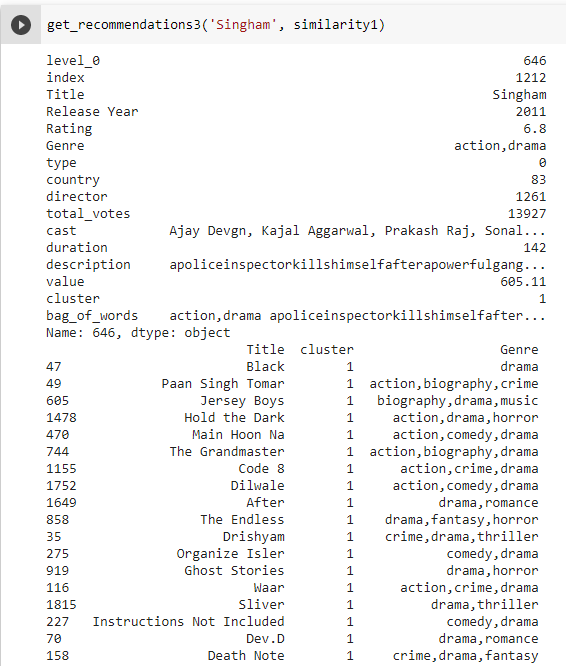 get_recommendations3('Singham', similarity1)
level_0 646
index 1212
Title Singham
Release Year 2011
Rating 6.8
Genre action,drama
type 0
country 83
director 1261
total_votes 13927
cast Ajay Devgn, Kajal Aggarwal, Prakash Raj, Sonal...
duration 142
description apoliceinspectorkillshimselfafterapowerfulgang...
value 605.11
cluster 1
bag_of_words action,drama apoliceinspectorkillshimselfafter...
Name: 646, dtype: object
Title cluster Genre
47 Black 1 drama
49 Paan Singh Tomar 1 action,biography,crime
605 Jersey Boys 1 biography,drama,music
1478 Hold the Dark 1 action,drama,horror
470 Main Hoon Na 1 action,comedy,drama
744 The Grandmaster 1 action,biography,drama
1155 Code 8 1 action,crime,drama
1752 Dilwale 1 action,comedy,drama
1649 After 1 drama,romance
858 The Endless 1 drama,fantasy,horror
35 Drishyam 1 crime,drama,thriller
275 Organize Isler 1 comedy,drama
919 Ghost Stories 1 drama,horror
116 Waar 1 action,crime,drama
1815 Sliver 1 drama,thriller
227 Instructions Not Included 1 comedy,drama
70 Dev.D 1 drama,romance
158 Death Note 1 crime,drama,fantasy